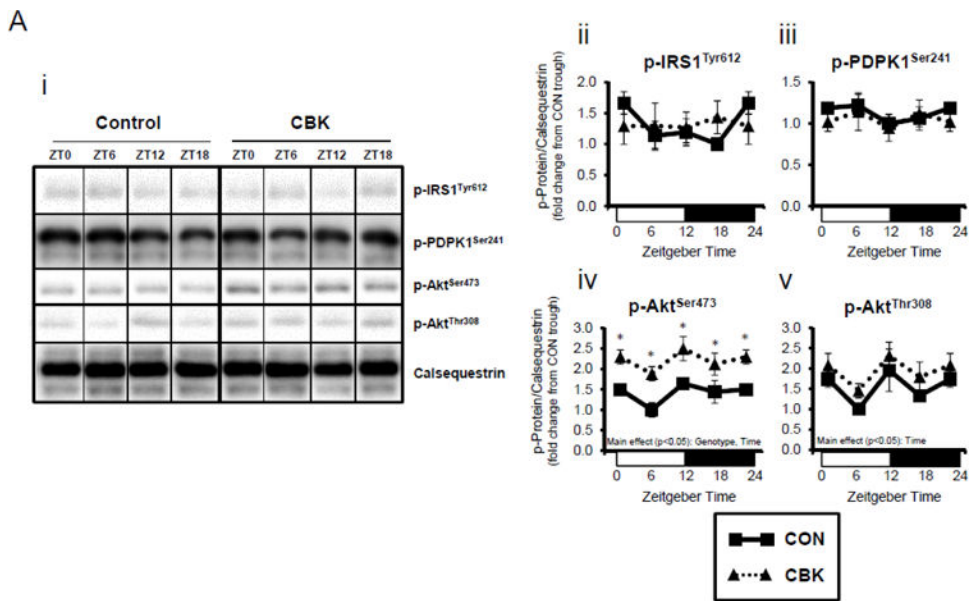 A
i
Control CBK
ZT0 ZT6 ZT12 ZT18 ZT0 ZT6 ZT12 ZT18
p-IRS1Tyr612
p-PDPK1Ser241
p-AktSer473
p-AktThr308
Calsequestrin
ii
p-IRS1Tyr612
p-Protein/Calsequestrin
(fold change from CON trough)
2.0
1.5
1.0
0.5
0.0
0 6 12 18 24
Zeitgeber Time
iii
p-PDPK1Ser241
1.5
1.0
0.5
0.0
0 6 12 18 24
Zeitgeber Time
iv
p-AktSer473
p-Protein/Calsequestrin
(fold change from CON trough)
3.0
2.5
2.0
1.5
1.0
0.5
0.0
* * * * *
Main effect (p<0.05): Genotype, Time
0 6 12 18 24
Zeitgeber Time
v
p-AktThr308
3.0
2.5
2.0
1.5
1.0
0.5
0.0
Main effect (p<0.05): Time
0 6 12 18 24
Zeitgeber Time
CON
CBK